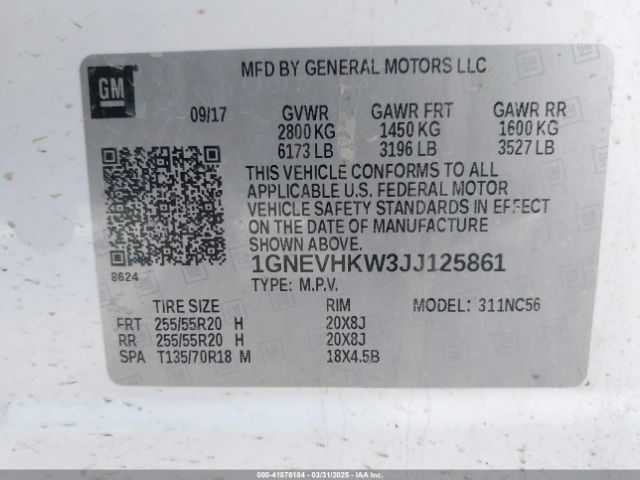 GM
MFD BY GENERAL MOTORS LLC
09/17 GVWR GAWR FRT GAWR RR
2800 KG 1450 KG 1600 KG
6173 LB 3196 LB 3527 LB
THIS VEHICLE CONFORMS TO ALL
APPLICABLE U.S. FEDERAL MOTOR
VEHICLE SAFETY STANDARDS IN EFFECT
ON THE DATE OF MANUFACTURE
SHOWN ABOVE.
1GNEVHKW3JJ125861
8624
TYPE: M.P.V.
TIRE SIZE RIM MODEL: 311NC56
FRT 255/55R20 H 20X8J
RR 255/55R20 H 20X8J
SPA T135/70R18 M 18X4.5B
000-41876184 - 03/31/2025 - IAAI.COM